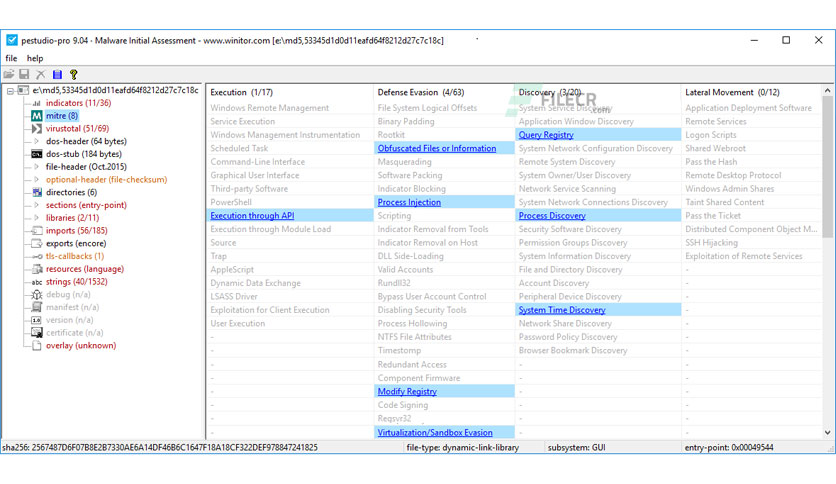 pestudio-pro 9.04 - Malware Initial Assessment - www.winitor.com [e:\md5,53345d1d0d11eafd64f8212d27c7c18c]
file help
e:\md5,53345d1d0d11eafd64f8212d27c7c18c
indicators (11/36)
mitre (8)
virustotal (51/69)
dos-header (64 bytes)
dos-stub (184 bytes)
file-header (Oct.2015)
optional-header (file-checksum)
directories (6)
sections (entry-point)
libraries (2/11)
imports (56/185)
exports (encore)
tls-callbacks (1)
resources (language)
abc strings (40/1532)
debug (n/a)
manifest (n/a)
1.0 version (n/a)
certificate (n/a)
overlay (unknown)
Execution (1/17)
Windows Remote Management
Service Execution
Windows Management Instrumentation
Scheduled Task
Command-Line Interface
Graphical User Interface
Third-party Software
PowerShell
Execution through API
Execution through Module Load
Source
Trap
AppleScript
Dynamic Data Exchange
LSASS Driver
Exploitation for Client Execution
User Execution
-
-
-
-
-
-
-
-
Defense Evasion (4/63)
File System Logical Offsets
Binary Padding
Rootkit
Obfuscated Files or Information
Masquerading
Software Packing
Indicator Blocking
Process Injection
Scripting
Indicator Removal from Tools
Indicator Removal on Host
DLL Side-Loading
Valid Accounts
Rundll32
Bypass User Account Control
Disabling Security Tools
Process Hollowing
NTFS File Attributes
Timestomp
Redundant Access
Component Firmware
Modify Registry
Code Signing
Regsvr32
Virtualization/Sandbox Evasion
Discovery (3/20)
System Service Discovery
Application Window Discovery
Query Registry
System Network Configuration Discovery
Remote System Discovery
System Owner/User Discovery
Network Service Scanning
System Network Connections Discovery
Process Discovery
Security Software Discovery
Permission Groups Discovery
System Information Discovery
File and Directory Discovery
Account Discovery
Peripheral Device Discovery
System Time Discovery
Network Share Discovery
Password Policy Discovery
Browser Bookmark Discovery
-
-
-
-
-
-
Lateral Movement (0/12)
Application Deployment Software
Remote Services
Logon Scripts
Shared Webroot
Pass the Hash
Remote Desktop Protocol
Windows Admin Shares
Taint Shared Content
Pass the Ticket
Distributed Component Object M...
SSH Hijacking
Exploitation of Remote Services
-
-
-
-
-
-
-
-
-
-
-
-
-
FILECR
.com
sha256: 2567487D6F07B8E2B7330AE6A14DF46B6C1647F18A18CF322DEF978847241825
file-type: dynamic-link-library
subsystem: GUI
entry-point: 0x00049544